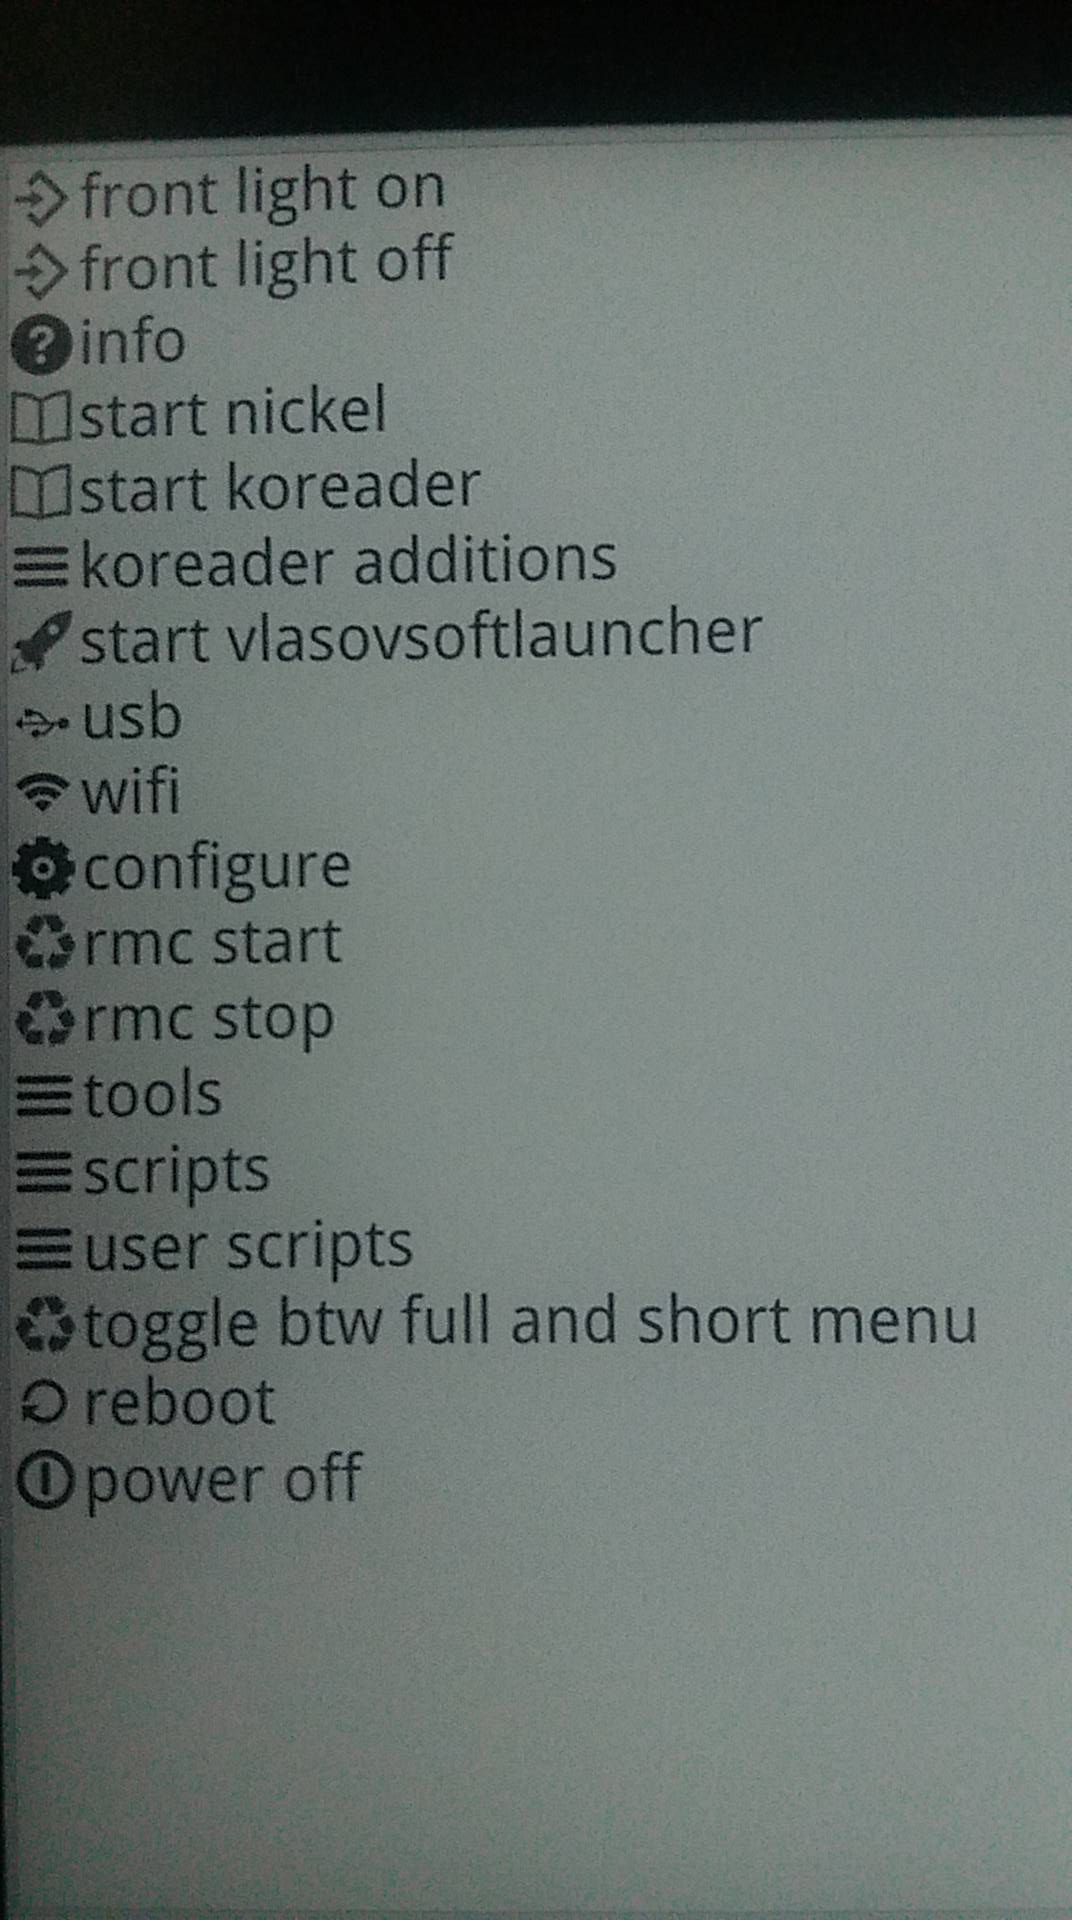 front light on
front light off
info
start nickel
start koreader
koreader additions
start vlasovsoftlauncher
usb
wifi
configure
rmc start
rmc stop
tools
scripts
user scripts
toggle btw full and short menu
reboot
power off